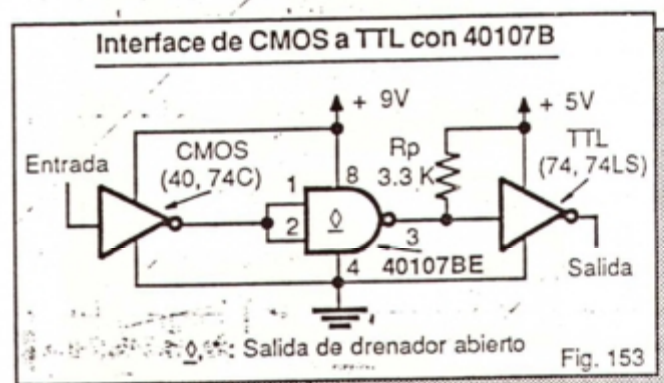 Interface de CMOS a TTL con 40107B
+ 9V
+ 5V
Entrada
CMOS
(40, 74C)
Rp
3.3 K
TTL
(74, 74LS)
1
2
8
3
4
40107BE
Salida
◊: Salida de drenador abierto
Fig. 153